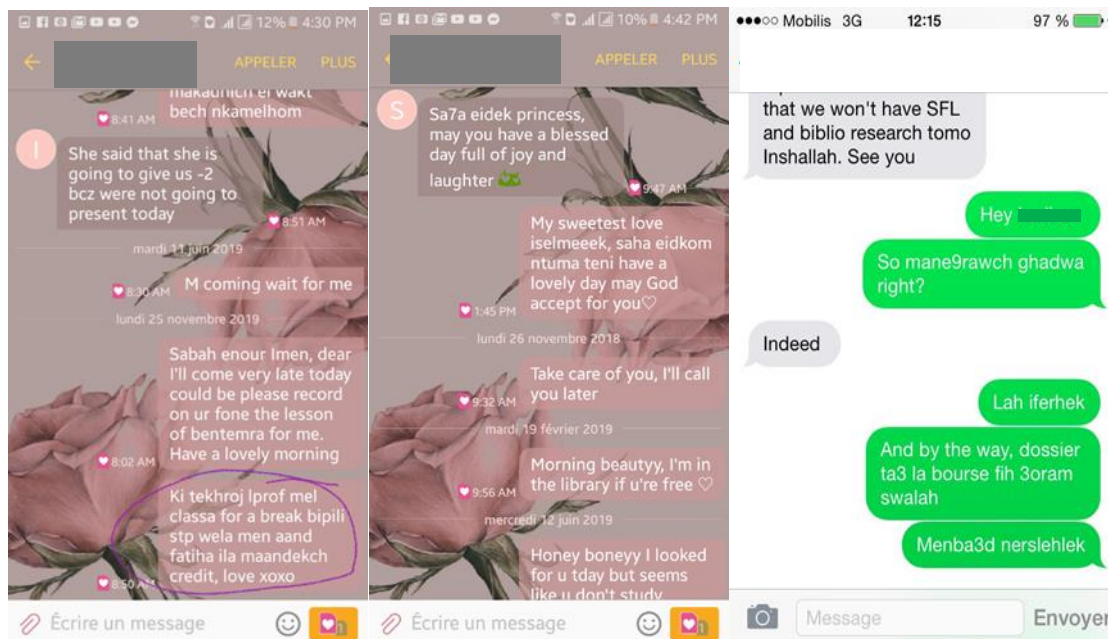 12% 4:30 PM
APPELER PLUS
makaunich el wakt
bech nkamelhom
8:41 AM
I
She said that she is
going to give us -2
bcz were not going to
present today
8:51 AM
mardi 11 juin 2019
8:30 AM
M coming wait for me
lundi 25 novembre 2019
Sabah enour Imen, dear
I'll come very late today
could be please record
on ur fone the lesson
of bentemra for me.
Have a lovely morning
8:02 AM
Ki tekhroj lprof mel
classa for a break bipili
stp wela men aand
fatiha ila maandekch
credit, love xoxo
8:50 AM
Écrire un message
10% 4:42 PM
APPELER PLUS
S
Sa7a eidek princess,
may you have a blessed
day full of joy and
laughter
9:47 AM
My sweetest love
iselmeeek, saha eidkom
ntuma teni have a
lovely day may God
accept for you♡
1:45 PM
lundi 26 novembre 2018
Take care of you, I'll call
you later
9:32 AM
mardi 19 février 2019
Morning beautyy, I'm in
the library if u're free ♡
9:56 AM
mercredi 12 juin 2019
Honey boneyy I looked
for u tday but seems
like u don't study
Écrire un message
Mobilis 3G 12:15 97 %
that we won't have SFL
and biblio research tomo
Inshallah. See you
Hey
So mane9rawch ghadwa
right?
Indeed
Lah iferhek
And by the way, dossier
ta3 la bourse fih 3oram
swalah
Menba3d nerslehlek
Message
Envoyer